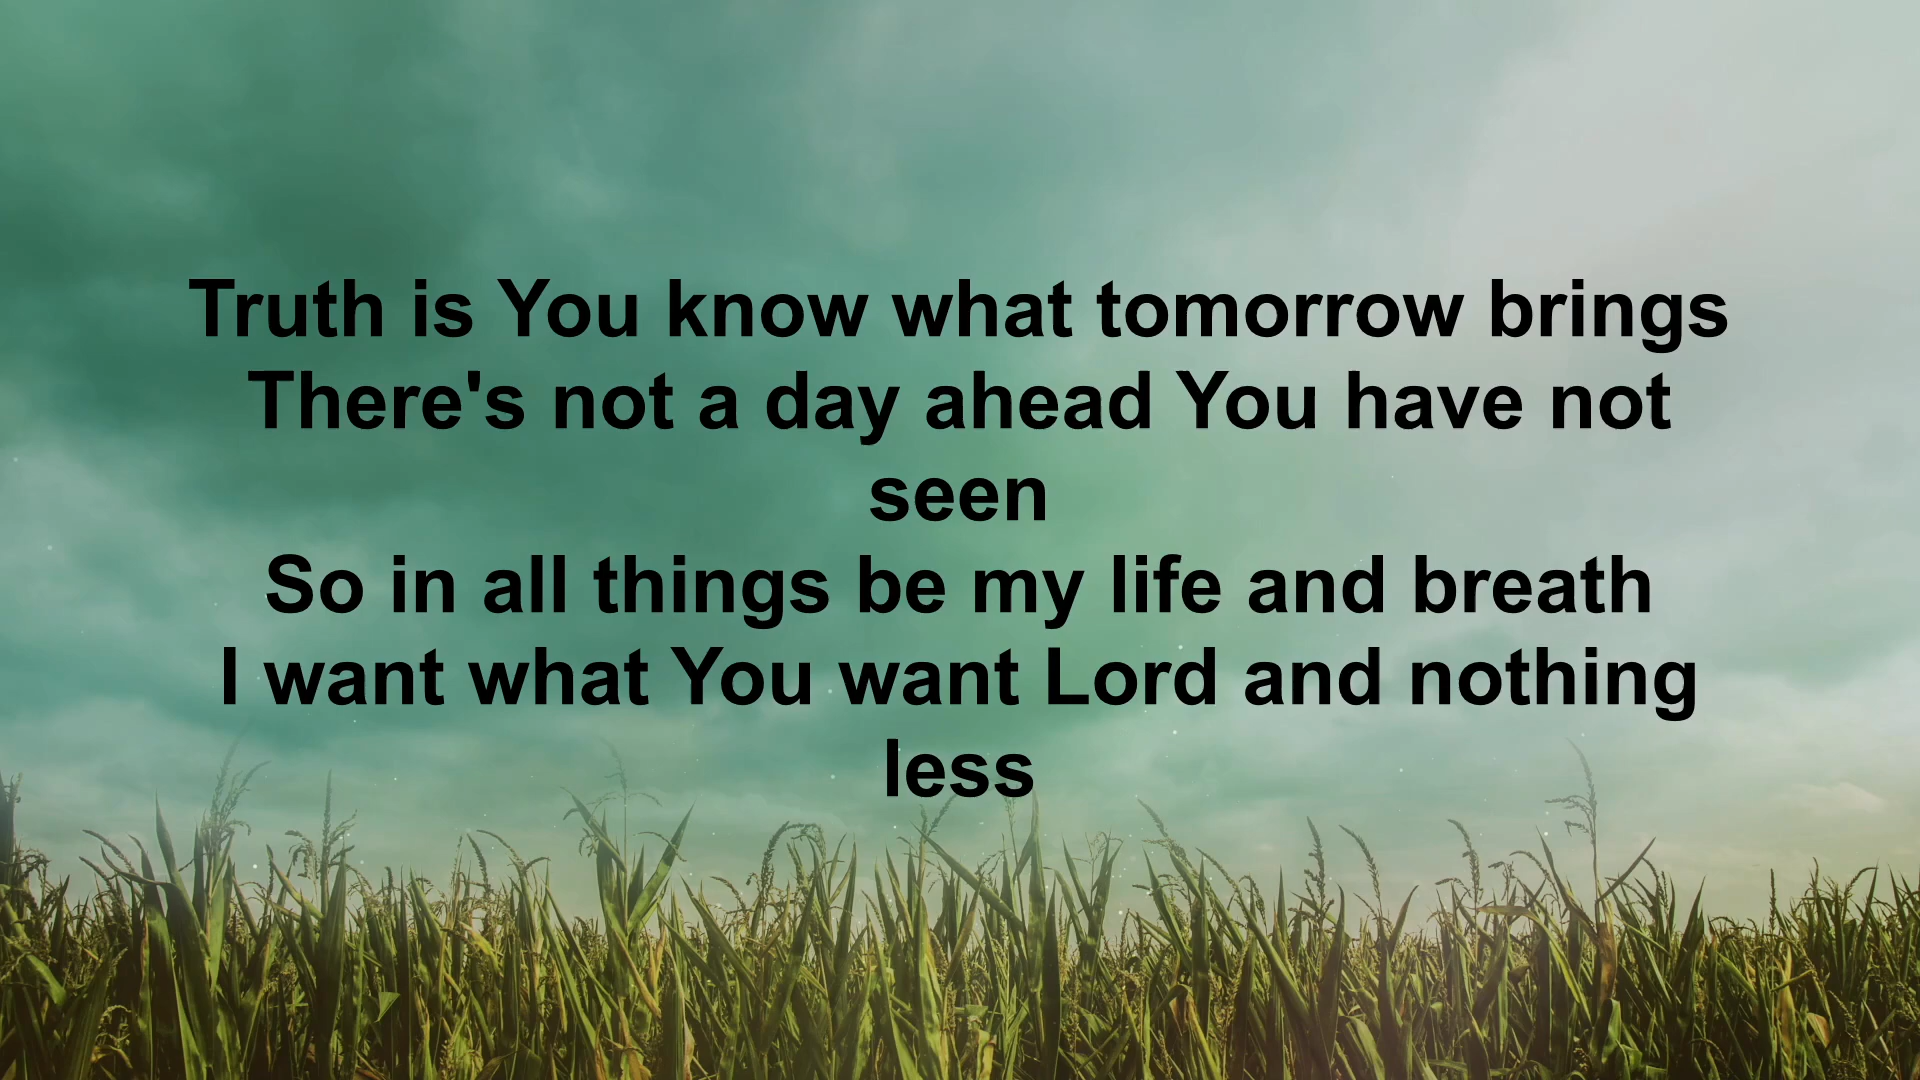 Truth is You know what tomorrow brings
There's not a day ahead You have not
seen
So in all things be my life and breath
I want what You want Lord and nothing
less